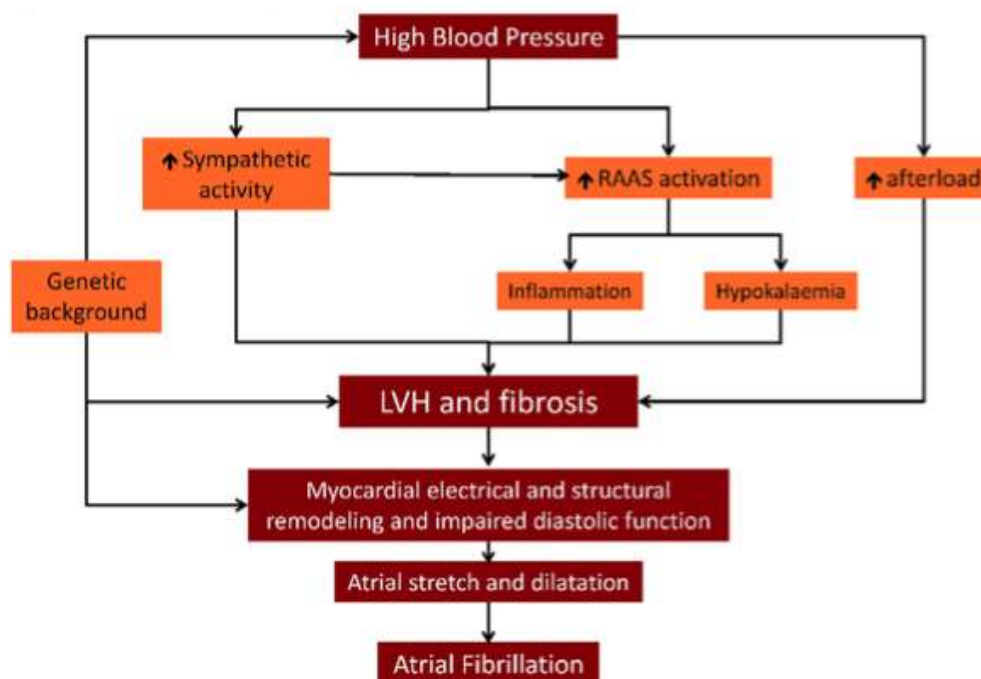 High Blood Pressure
↑ Sympathetic
activity
↑ RAAS activation
↑ afterload
Genetic
background
Inflammation
Hypokalaemia
LVH and fibrosis
Myocardial electrical and structural
remodeling and impaired diastolic function
Atrial stretch and dilatation
Atrial Fibrillation